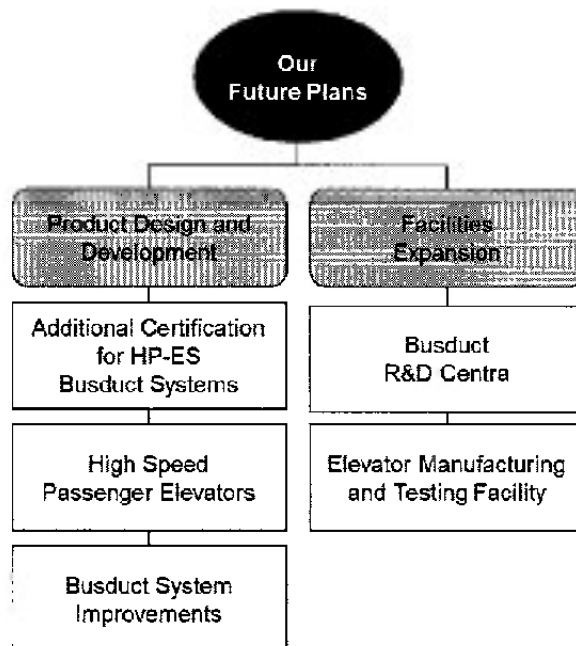 Our
Future Plans
Product Design and
Development
Facilities
Expansion
Additional Certification
for HP-ES
Busduct Systems
Busduct
R&D Centra
High Speed
Passenger Elevators
Elevator Manufacturing
and Testing Facility
Busduct System
Improvements